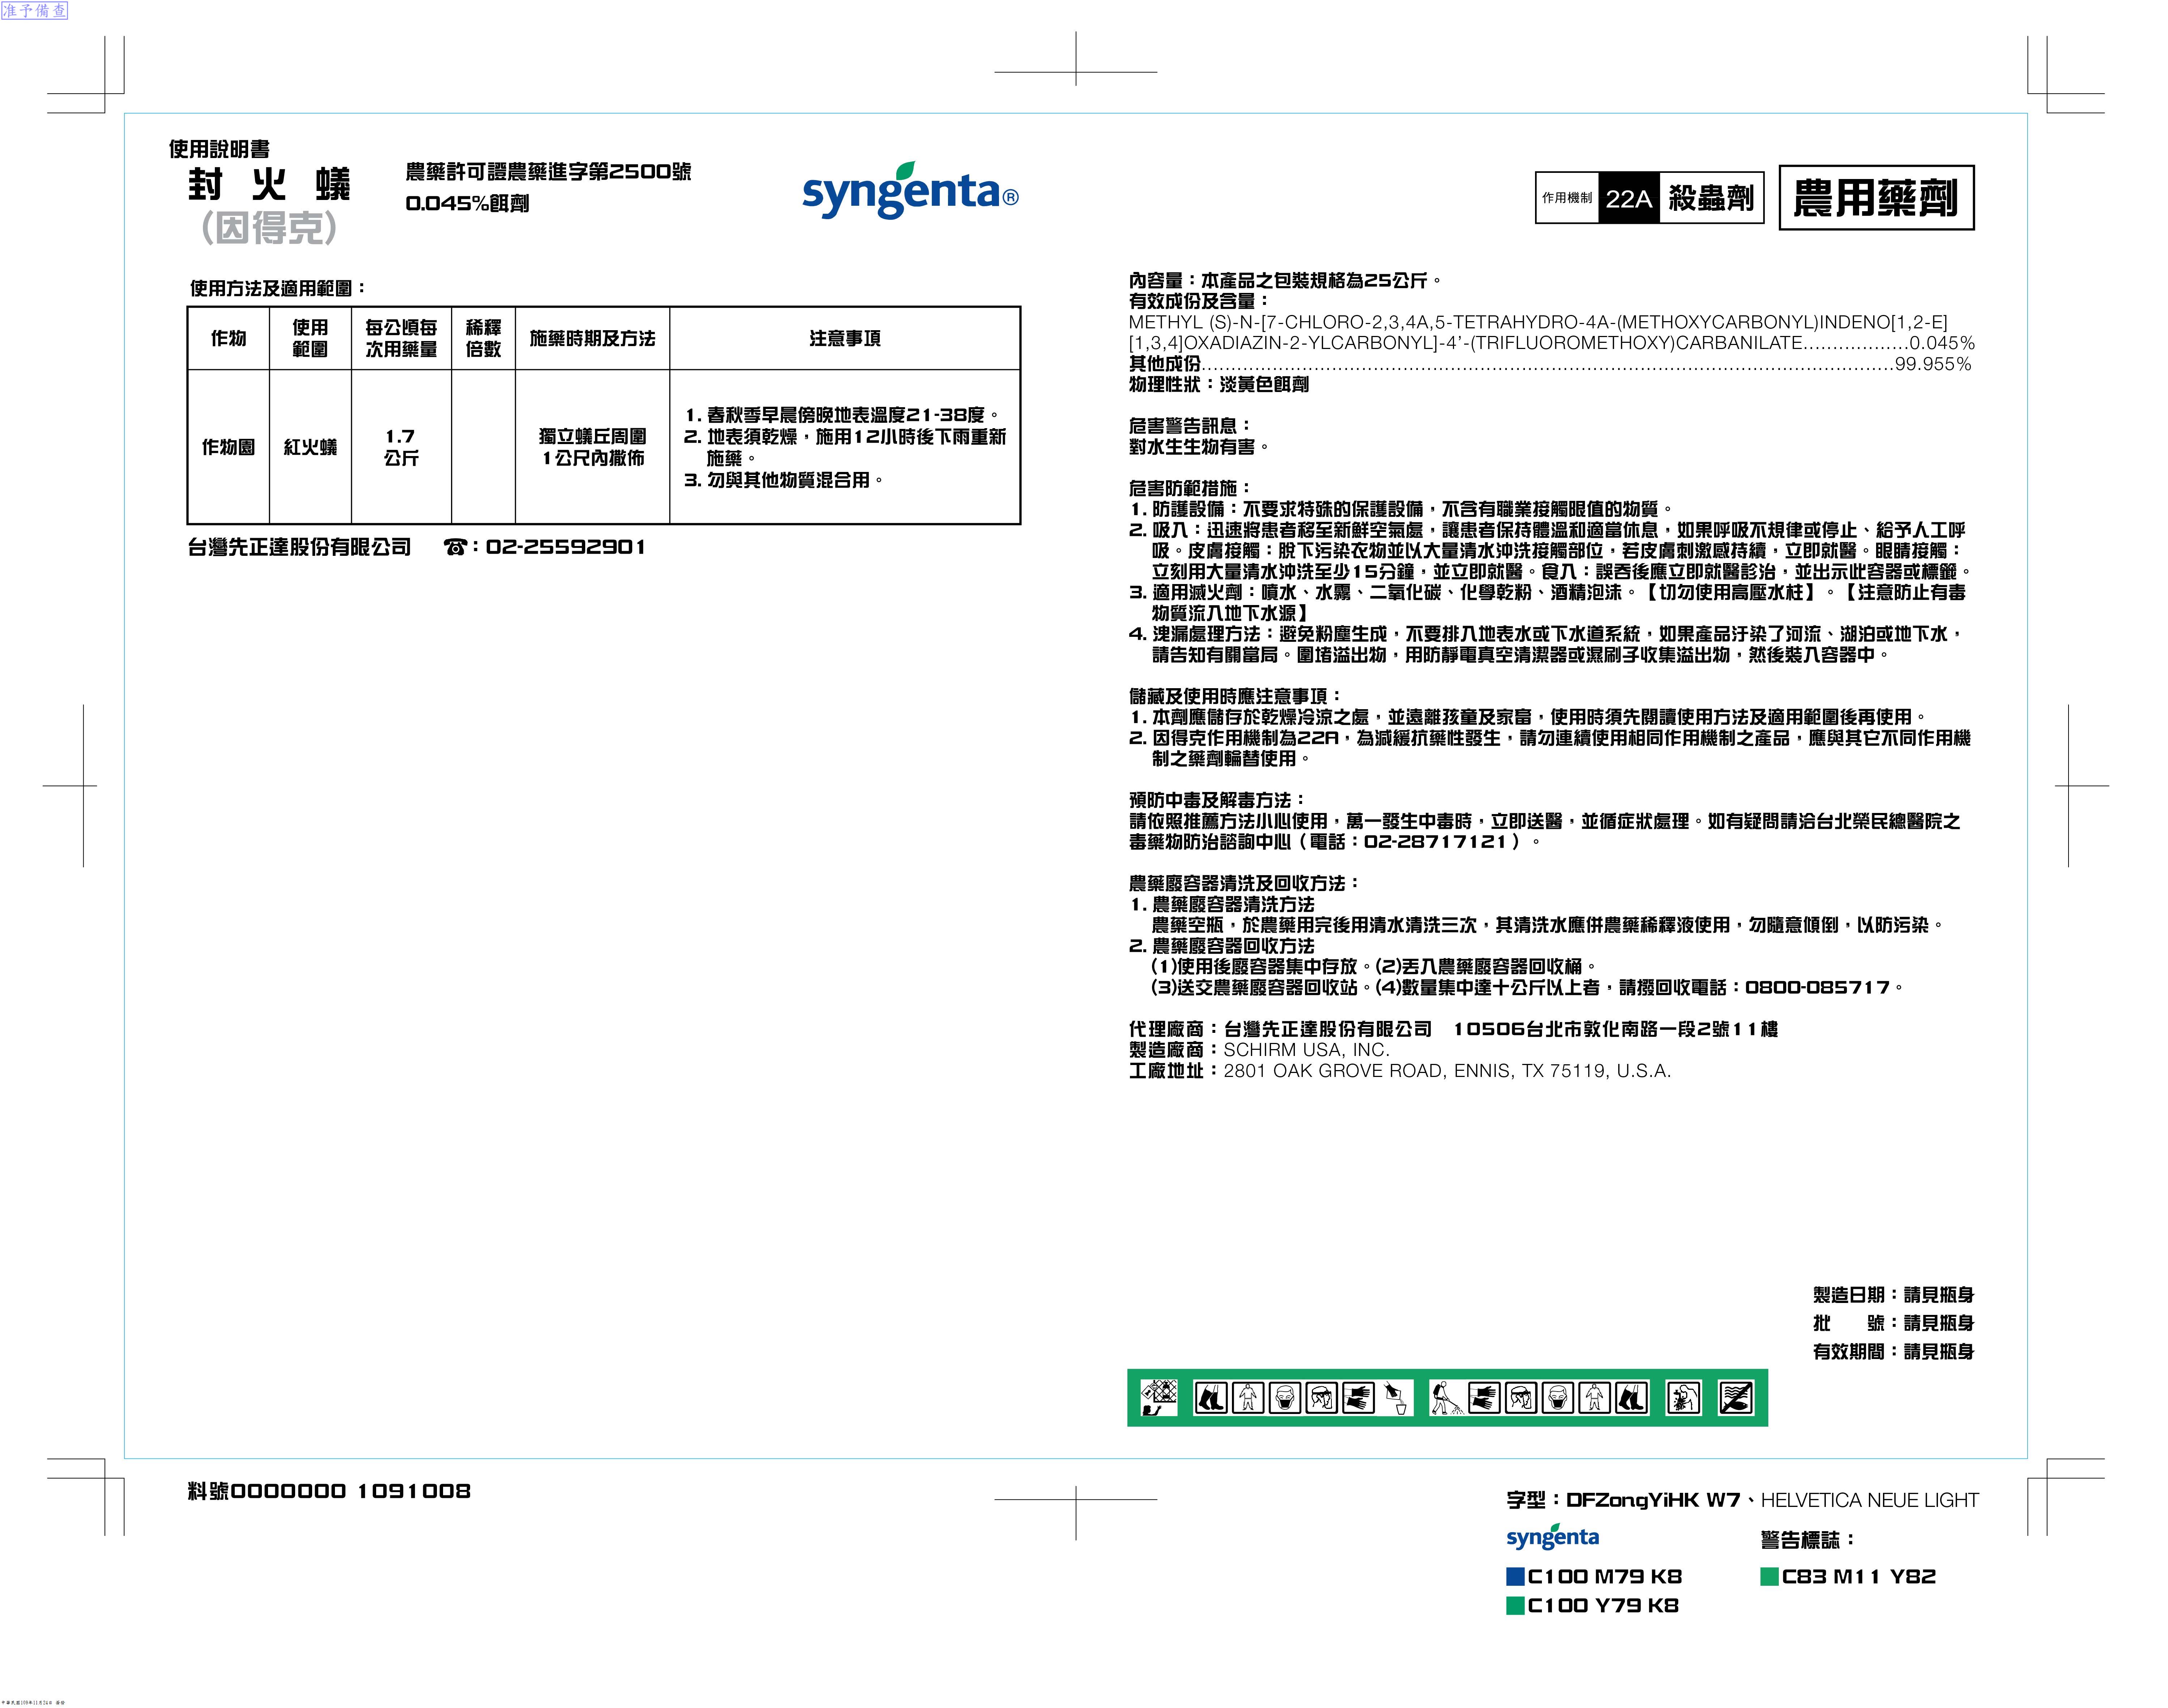 准予備查
使用說明書
封火蟻
(因得克)
農藥許可證農藥進字第2500號
0.045%餌劑
syngenta®
作用機制 22A 殺蟲劑
農用藥劑
使用方法及適用範圍：
作物 使用範圍 每公頃每次用藥量 稀釋倍數 施藥時期及方法 注意事項
作物園 紅火蟻 1.7公斤 獨立蟻丘周圍1公尺內撒佈
1. 春秋季早晨傍晚地表溫度21-38度。
2. 地表須乾燥，施用12小時後下雨重新
施藥。
3. 勿與其他物質混合用。
台灣先正達股份有限公司 ☎：02-25592901
內容量：本產品之包裝規格為25公斤。
有效成份及含量：
METHYL (S)-N-[7-CHLORO-2,3,4A,5-TETRAHYDRO-4A-(METHOXYCARBONYL)INDENO[1,2-E]
[1,3,4]OXADIAZIN-2-YLCARBONYL]-4’-(TRIFLUOROMETHOXY)CARBANILATE..................0.045%
其他成份......................................................................................................................99.955%
物理性狀：淡黃色餌劑
危害警告訊息：
對水生生物有害。
危害防範措施：
1. 防護設備：不要求特殊的保護設備，不含有職業接觸限值的物質。
2. 吸入：迅速將患者移至新鮮空氣處，讓患者保持體溫和適當休息，如果呼吸不規律或停止、給予人工呼
吸。皮膚接觸：脫下污染衣物並以大量清水沖洗接觸部位，若皮膚刺激感持續，立即就醫。眼睛接觸：
立刻用大量清水沖洗至少15分鐘，並立即就醫。食入：誤吞後應立即就醫診治，並出示此容器或標籤。
3. 適用滅火劑：噴水、水霧、二氧化碳、化學乾粉、酒精泡沫。【切勿使用高壓水柱】。【注意防止有毒
物質流入地下水源】
4. 洩漏處理方法：避免粉塵生成，不要排入地表水或下水道系統，如果產品汙染了河流、湖泊或地下水，
請告知有關當局。圍堵溢出物，用防靜電真空清潔器或濕刷子收集溢出物，然後裝入容器中。
儲藏及使用時應注意事項：
1. 本劑應儲存於乾燥冷涼之處，並遠離孩童及家畜，使用時須先閱讀使用方法及適用範圍後再使用。
2. 因得克作用機制為22A，為減緩抗藥性發生，請勿連續使用相同作用機制之產品，應與其它不同作用機
制之藥劑輪替使用。
預防中毒及解毒方法：
請依照推薦方法小心使用，萬一發生中毒時，立即送醫，並循症狀處理。如有疑問請洽台北榮民總醫院之
毒藥物防治諮詢中心（電話：02-28717121）。
農藥廢容器清洗及回收方法：
1. 農藥廢容器清洗方法
農藥空瓶，於農藥用完後用清水清洗三次，其清洗水應併農藥稀釋液使用，勿隨意傾倒，以防污染。
2. 農藥廢容器回收方法
(1)使用後廢容器集中存放。(2)丟入農藥廢容器回收桶。
(3)送交農藥廢容器回收站。(4)數量集中達十公斤以上者，請撥回收電話：0800-085717。
代理廠商：台灣先正達股份有限公司 10506台北市敦化南路一段2號11樓
製造廠商：SCHIRM USA, INC.
工廠地址：2801 OAK GROVE ROAD, ENNIS, TX 75119, U.S.A.
製造日期：請見瓶身
批 號：請見瓶身
有效期間：請見瓶身
料號0000000 1091008
字型：DFZongYiHK W7、HELVETICA NEUE LIGHT
syngenta
警告標誌：
C100 M79 K8
C83 M11 Y82
C100 Y79 K8